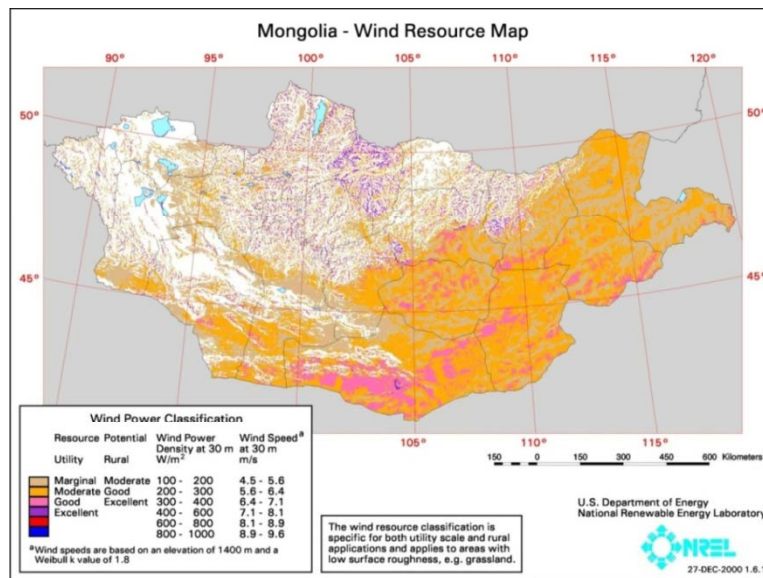 Mongolia - Wind Resource Map
90° 95° 100° 105° 110° 115° 120°
50° 50°
45° 45°
105° 110° 115°
Wind Power Classification
Resource Potential Wind Power Wind Speedᵃ
Density at 30 m at 30 m
Utility Rural W/m² m/s
Marginal Moderate 100 - 200 4.5 - 5.6
Moderate Good 200 - 300 5.6 - 6.4
Good Excellent 300 - 400 6.4 - 7.1
Excellent 400 - 600 7.1 - 8.1
600 - 800 8.1 - 8.9
800 - 1000 8.9 - 9.6
ᵃWind speeds are based on an elevation of 1400 m and a
Weibull k value of 1.8
The wind resource classification is
specific for both utility scale and rural
applications and applies to areas with
low surface roughness, e.g. grassland.
150 0 150 300 450 600 Kilometers
U.S. Department of Energy
National Renewable Energy Laboratory
NREL
27-DEC-2000 1.6.1